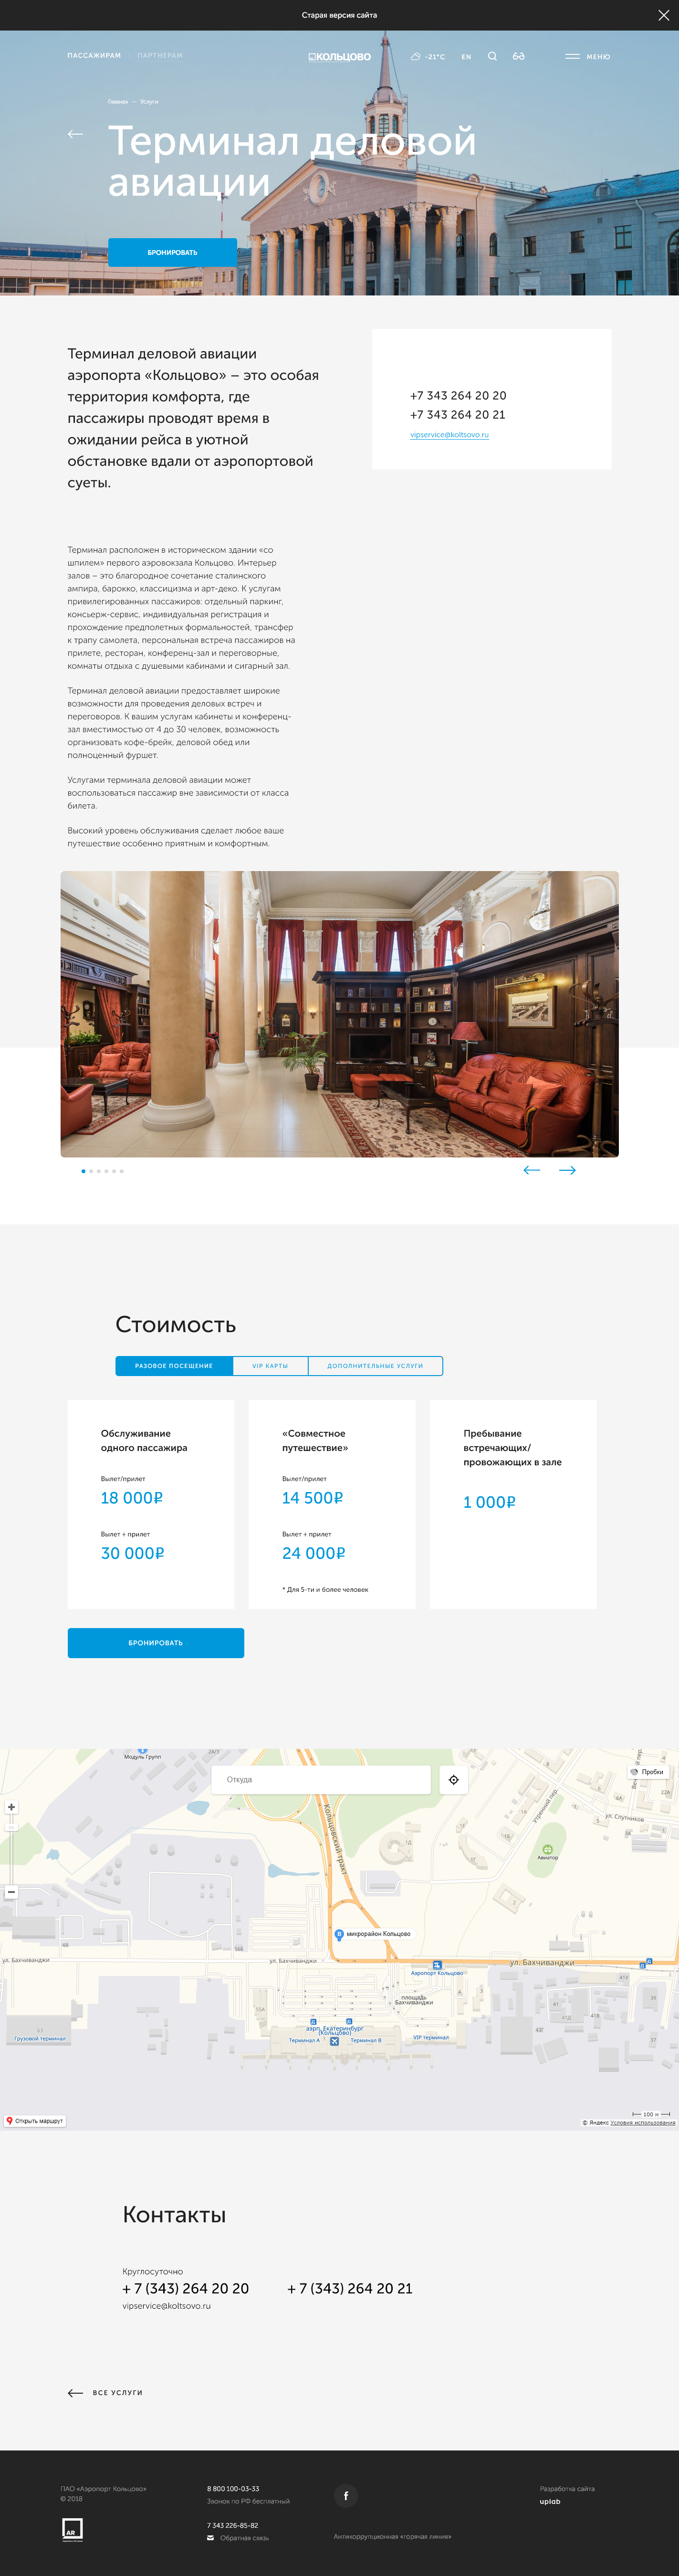 Старая версия сайта
ПАССАЖИРАМ
ПАРТНЕРАМ
КОЛЬЦОВО
-21°C
EN
МЕНЮ
Главная — Услуги
Терминал деловой
авиации
БРОНИРОВАТЬ
Терминал деловой авиации
аэропорта «Кольцово» – это особая
территория комфорта, где
пассажиры проводят время в
ожидании рейса в уютной
обстановке вдали от аэропортовой
суеты.
+7 343 264 20 20
+7 343 264 20 21
vipservice@koltsovo.ru
Терминал расположен в историческом здании «со
шпилем» первого аэровокзала Кольцово. Интерьер
залов – это благородное сочетание сталинского
ампира, барокко, классицизма и арт-деко. К услугам
привилегированных пассажиров: отдельный паркинг,
консьерж-сервис, индивидуальная регистрация и
прохождение предполетных формальностей, трансфер
к трапу самолета, персональная встреча пассажиров на
прилете, ресторан, конференц-зал и переговорные,
комнаты отдыха с душевыми кабинами и сигарный зал.
Терминал деловой авиации предоставляет широкие
возможности для проведения деловых встреч и
переговоров. К вашим услугам кабинеты и конференц-
зал вместимостью от 4 до 30 человек, возможность
организовать кофе-брейк, деловой обед или
полноценный фуршет.
Услугами терминала деловой авиации может
воспользоваться пассажир вне зависимости от класса
билета.
Высокий уровень обслуживания сделает любое ваше
путешествие особенно приятным и комфортным.
Стоимость
РАЗОВОЕ ПОСЕЩЕНИЕ
VIP КАРТЫ
ДОПОЛНИТЕЛЬНЫЕ УСЛУГИ
Обслуживание
одного пассажира
Вылет/прилет
18 000₽
Вылет + прилет
30 000₽
«Совместное
путешествие»
Вылет/прилет
14 500₽
Вылет + прилет
24 000₽
* Для 5-ти и более человек
Пребывание
встречающих/
провожающих в зале
1 000₽
БРОНИРОВАТЬ
Модуль Групп
2А/1
Откуда
Пробки
Утренний пер.
ул. Спутников
22А
Кольцовский тракт
Авиатор
микрорайон Кольцово
ул. Бахчиванджи
ул. Бахчиванджи
ул. Бахчиванджи
Аэропорт Кольцово
площадь
Бахчиванджи
аэрп. Екатеринбург
(Кольцово)
Терминал А
Терминал В
VIP терминал
Грузовой терминал
Открыть маршрут
100 м
© Яндекс Условия использования
Контакты
Круглосуточно
+ 7 (343) 264 20 20
+ 7 (343) 264 20 21
vipservice@koltsovo.ru
ВСЕ УСЛУГИ
ПАО «Аэропорт Кольцово»
© 2018
AR
8 800 100-03-33
Звонок по РФ бесплатный
7 343 226-85-82
Обратная связь
f
Антикоррупционная «горячая линия»
Разработка сайта
uplab